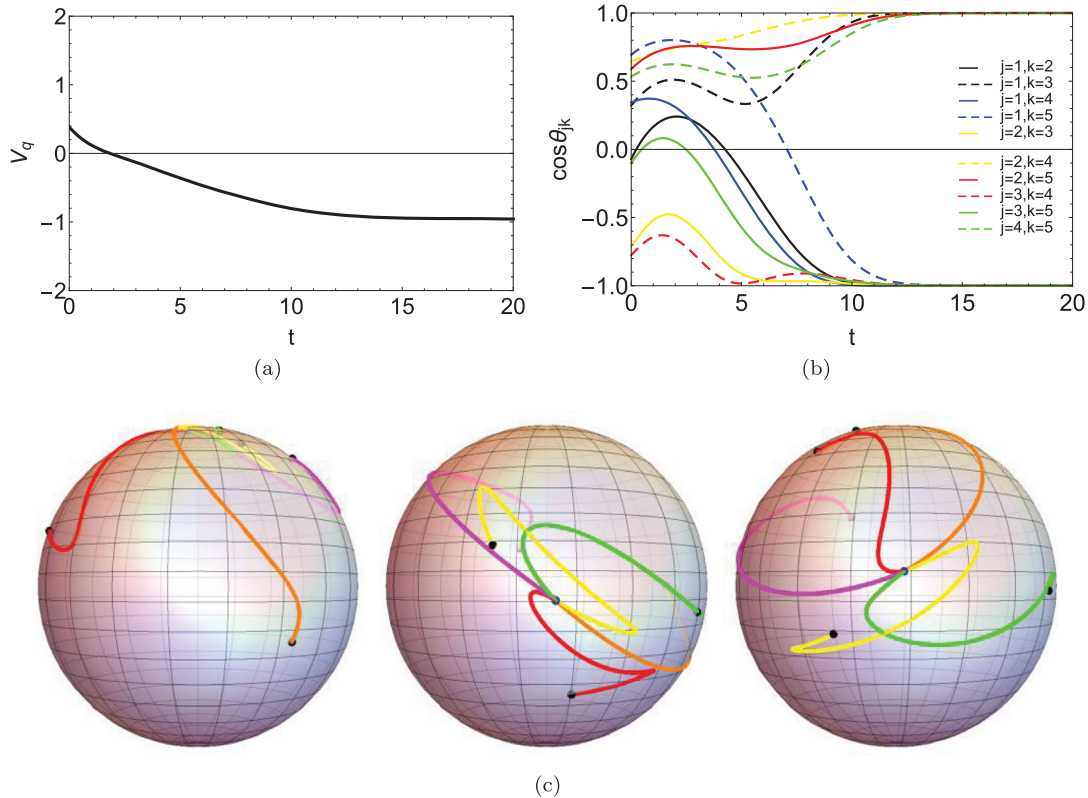 2
1
0
−1
−2
V_q
0
5
10
15
20
t
(a)
1.0
0.5
0.0
−0.5
−1.0
cosθ_jk
j=1,k=2
j=1,k=3
j=1,k=4
j=1,k=5
j=2,k=3
j=2,k=4
j=2,k=5
j=3,k=4
j=3,k=5
j=4,k=5
0
5
10
15
20
t
(b)
(c)